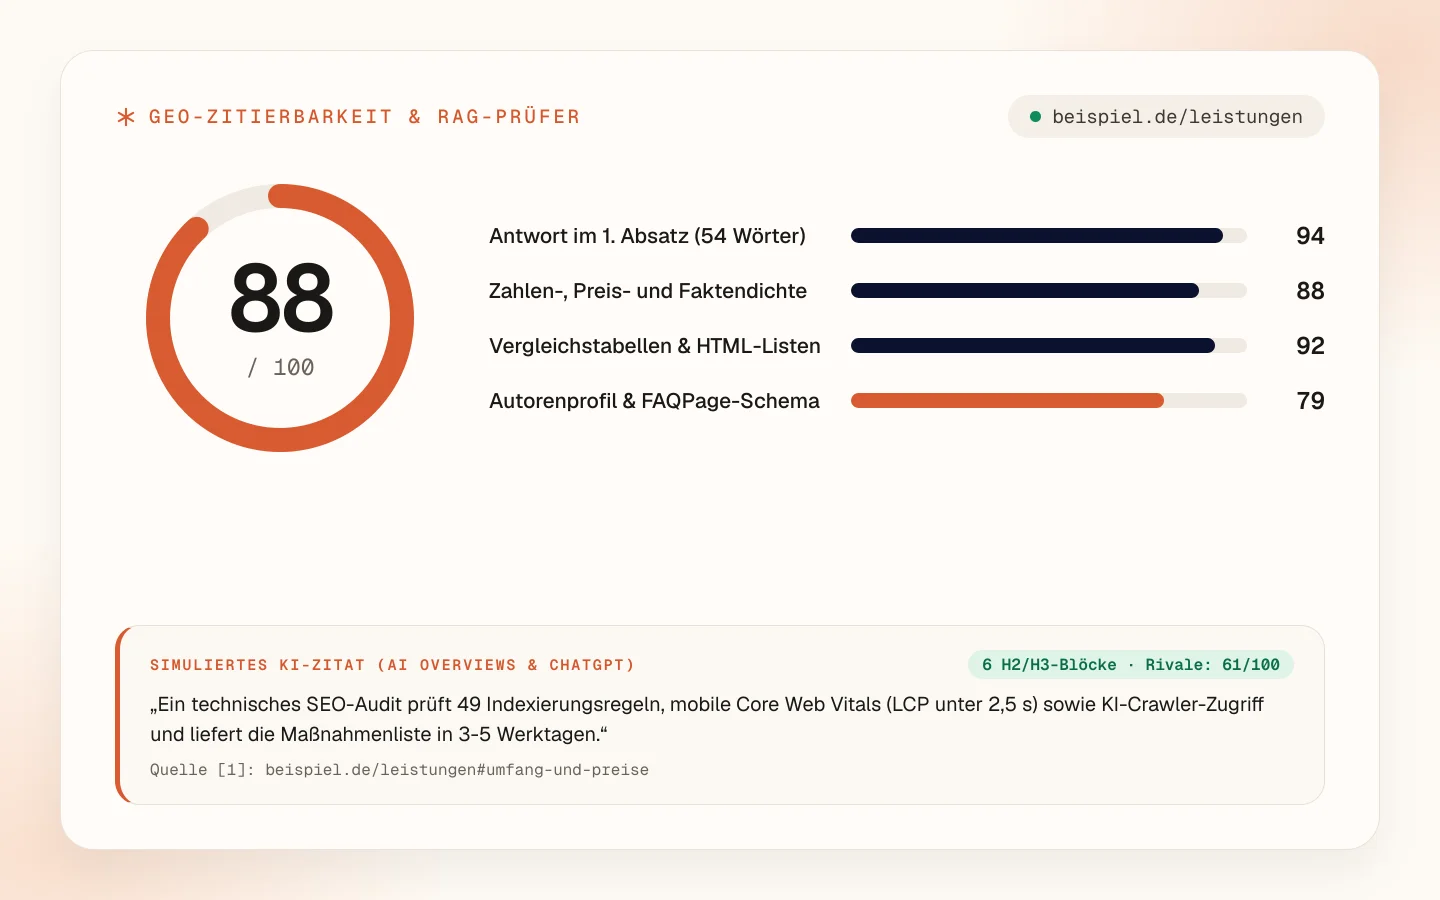 GEO-ZITIERBARKEIT & RAG-PRÜFER
beispiel.de/leistungen
88
/ 100
Antwort im 1. Absatz (54 Wörter) 94
Zahlen-, Preis- und Faktendichte 88
Vergleichstabellen & HTML-Listen 92
Autorenprofil & FAQPage-Schema 79
SIMULIERTES KI-ZITAT (AI OVERVIEWS & CHATGPT)
6 H2/H3-Blöcke · Rivale: 61/100
„Ein technisches SEO-Audit prüft 49 Indexierungsregeln, mobile Core Web Vitals (LCP unter 2,5 s) sowie KI-Crawler-Zugriff
und liefert die Maßnahmenliste in 3-5 Werktagen.“
Quelle [1]: beispiel.de/leistungen#umfang-und-preise